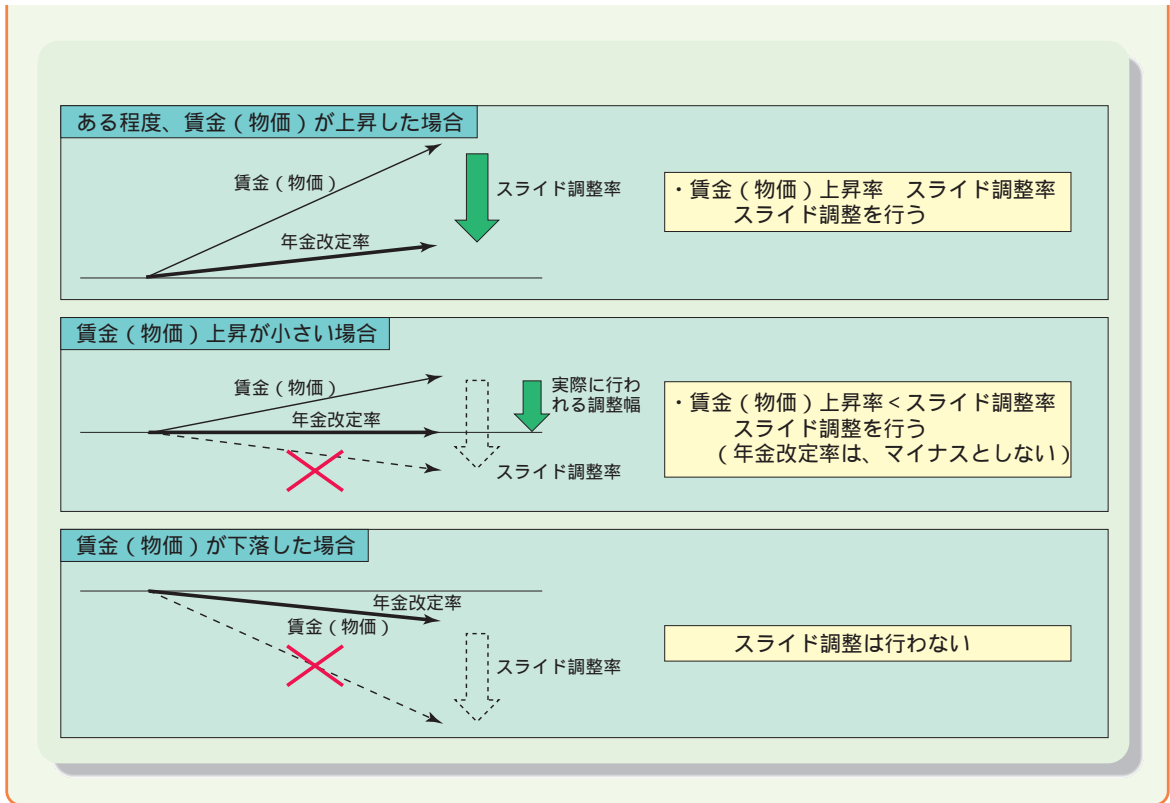 ある程度、賃金(物価)が上昇した場合
賃金(物価)
年金改定率
スライド調整率
・賃金(物価)上昇率　スライド調整率
スライド調整を行う
賃金(物価)上昇が小さい場合
賃金(物価)
年金改定率
実際に行わ
れる調整幅
スライド調整率
・賃金(物価)上昇率<スライド調整率
スライド調整を行う
(年金改定率は、マイナスとしない)
賃金(物価)が下落した場合
年金改定率
賃金(物価)
スライド調整率
スライド調整は行わない